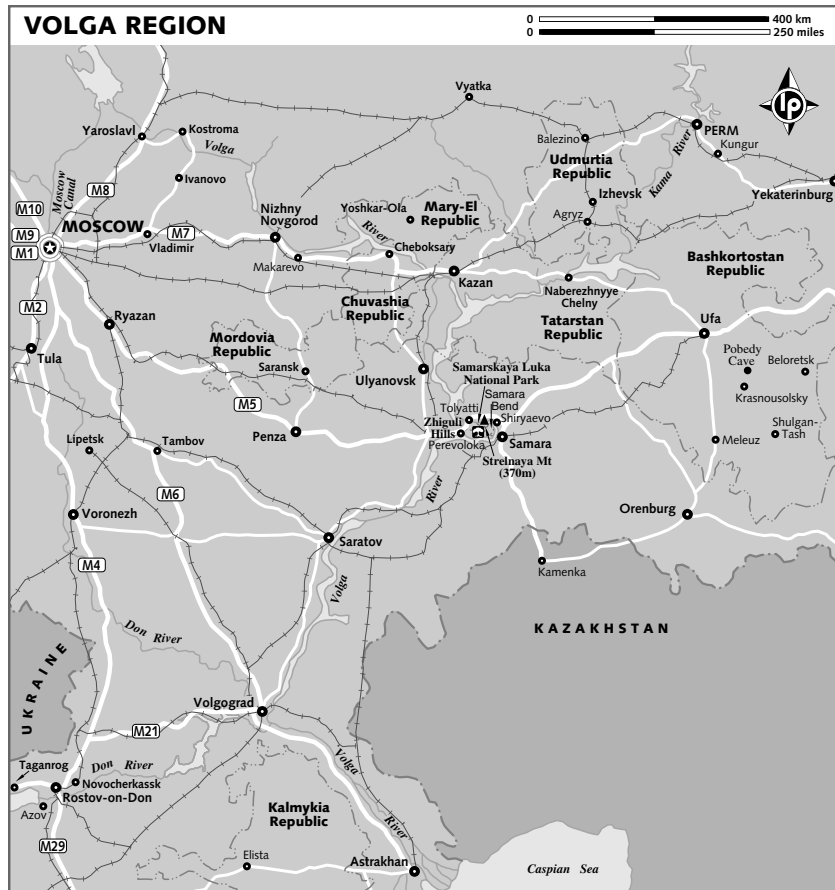 VOLGA REGION
0 400 km
0 250 miles
lp
Vyatka
Yaroslavl
Kostroma
Volga
PERM
Kungur
Balezino
Udmurtia
Republic
Kama River
Moscow
Canal
M8
Ivanovo
M10
Izhevsk
Yekaterinburg
Nizhny
Novgorod
Yoshkar-Ola
Mary-El
Republic
Agryz
M9
MOSCOW
M7
M1
Vladimir
River
Cheboksary
Makarevo
Kazan
Bashkortostan
Republic
Naberezhnyye
Chelny
M2
Chuvashia
Republic
Tatarstan
Republic
Ryazan
Ufa
Mordovia
Republic
Tula
Saransk
Ulyanovsk
Samarskaya Luka
National Park
Pobedy
Cave
Beloretsk
Krasnousolsky
M5
Samara
Bend
Tolyatti
Shiryaevo
Zhiguli
Hills
Penza
Perevoloka
Samara
Shulgan-
Tash
Meleuz
Lipetsk
Tambov
Strelnaya Mt
(370m)
River
M6
Voronezh
Orenburg
Saratov
M4
Kamenka
Volga
KAZAKHSTAN
Don River
UKRAINE
Volgograd
M21
Volga
Taganrog
Don River
Novocherkassk
Rostov-on-Don
Azov
Kalmykia
Republic
River
M29
Elista
Astrakhan
Caspian Sea